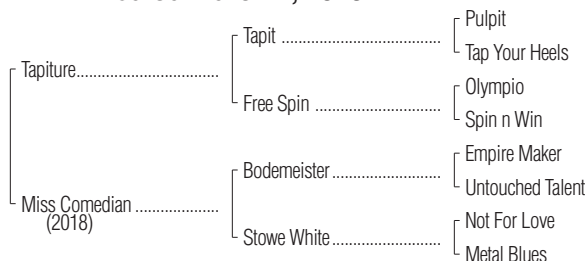 Pulpit
Tapit
Tap Your Heels
Tapiture
Olympio
Free Spin
Spin n Win
Empire Maker
Bodemeister
Untouched Talent
Miss Comedian
(2018)
Not For Love
Stowe White
Metal Blues